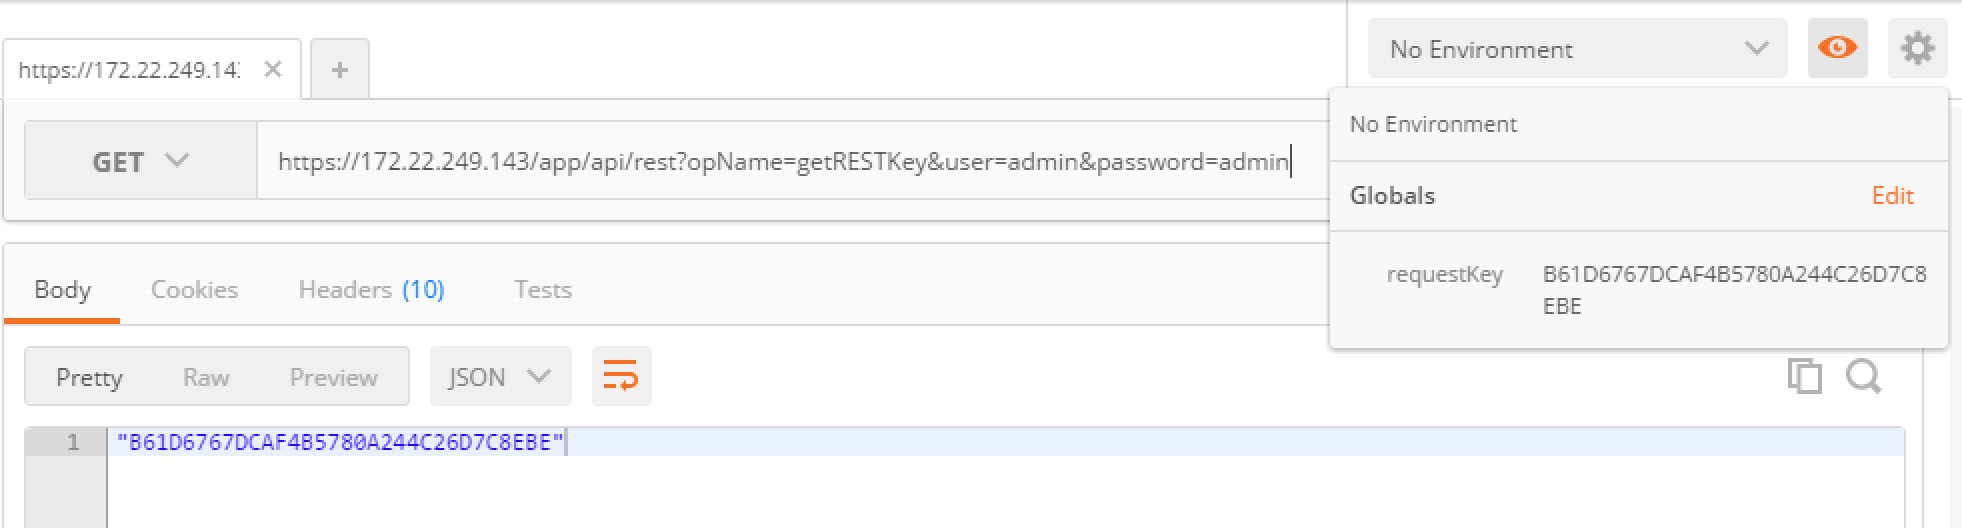 https://172.22.249.14:
+
No Environment
No Environment
GET
https://172.22.249.143/app/api/rest?opName=getRESTKey&user=admin&password=admin
Globals
Edit
requestKey
B61D6767DCAF4B5780A244C26D7C8
EBE
Body
Cookies
Headers (10)
Tests
Pretty
Raw
Preview
JSON
1
"B61D6767DCAF4B5780A244C26D7C8EBE"